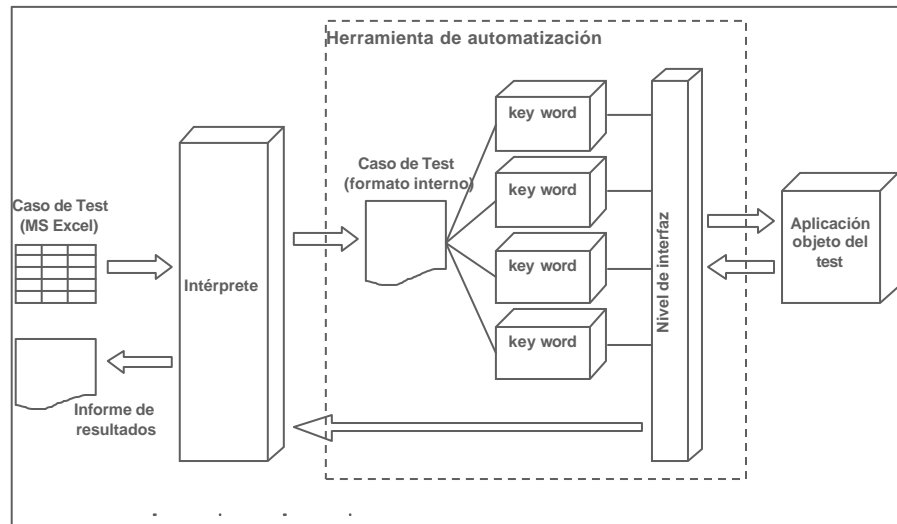 Herramienta de automatización
key word
Caso de Test
(formato interno)
key word
Caso de Test
(MS Excel)
key word
key word
Intérprete
Nivel de interfaz
Aplicación
objeto del
test
Informe de
resultados